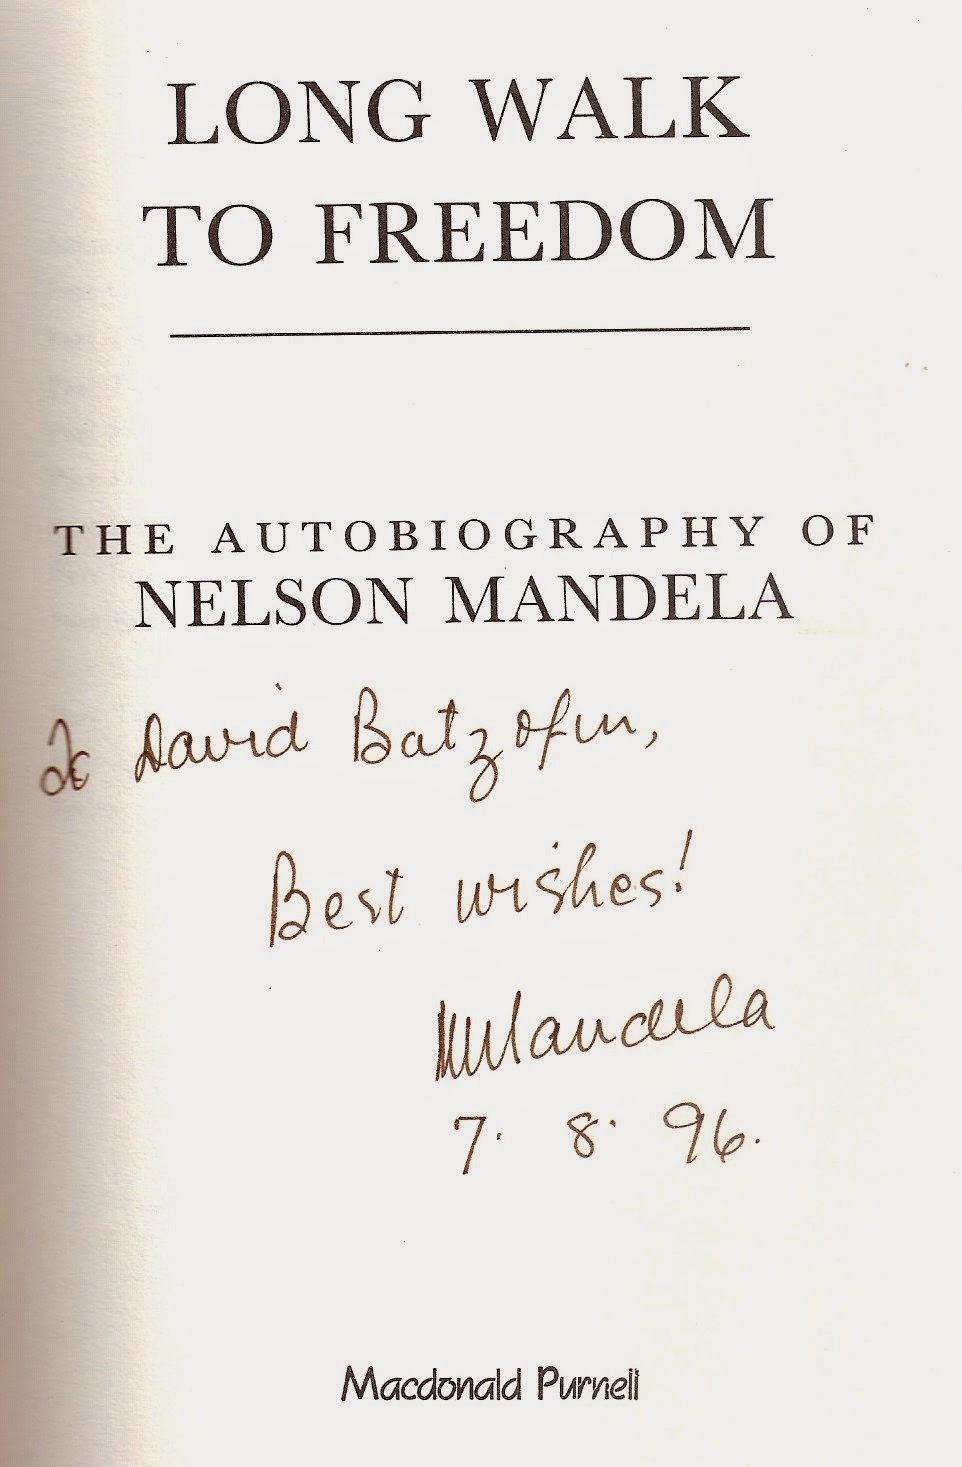 LONG WALK
TO FREEDOM
THE AUTOBIOGRAPHY OF
NELSON MANDELA
To David Batzofin,
Best wishes!
NMandela
7. 8. 96.
Macdonald Purnell